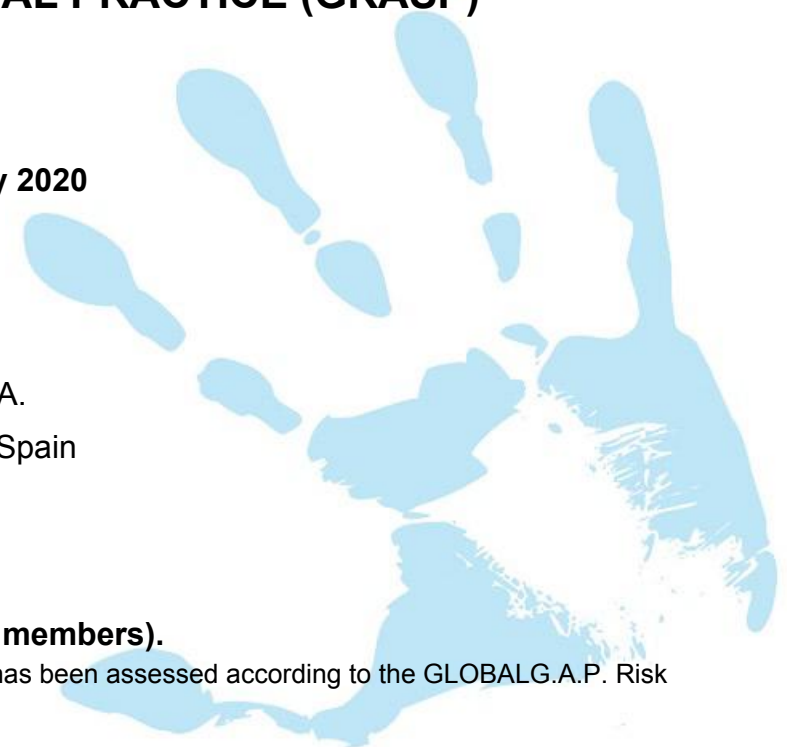 AL PRACTICE (GRASP)
y 2020
A.
Spain
members).
has been assessed according to the GLOBALG.A.P. Risk